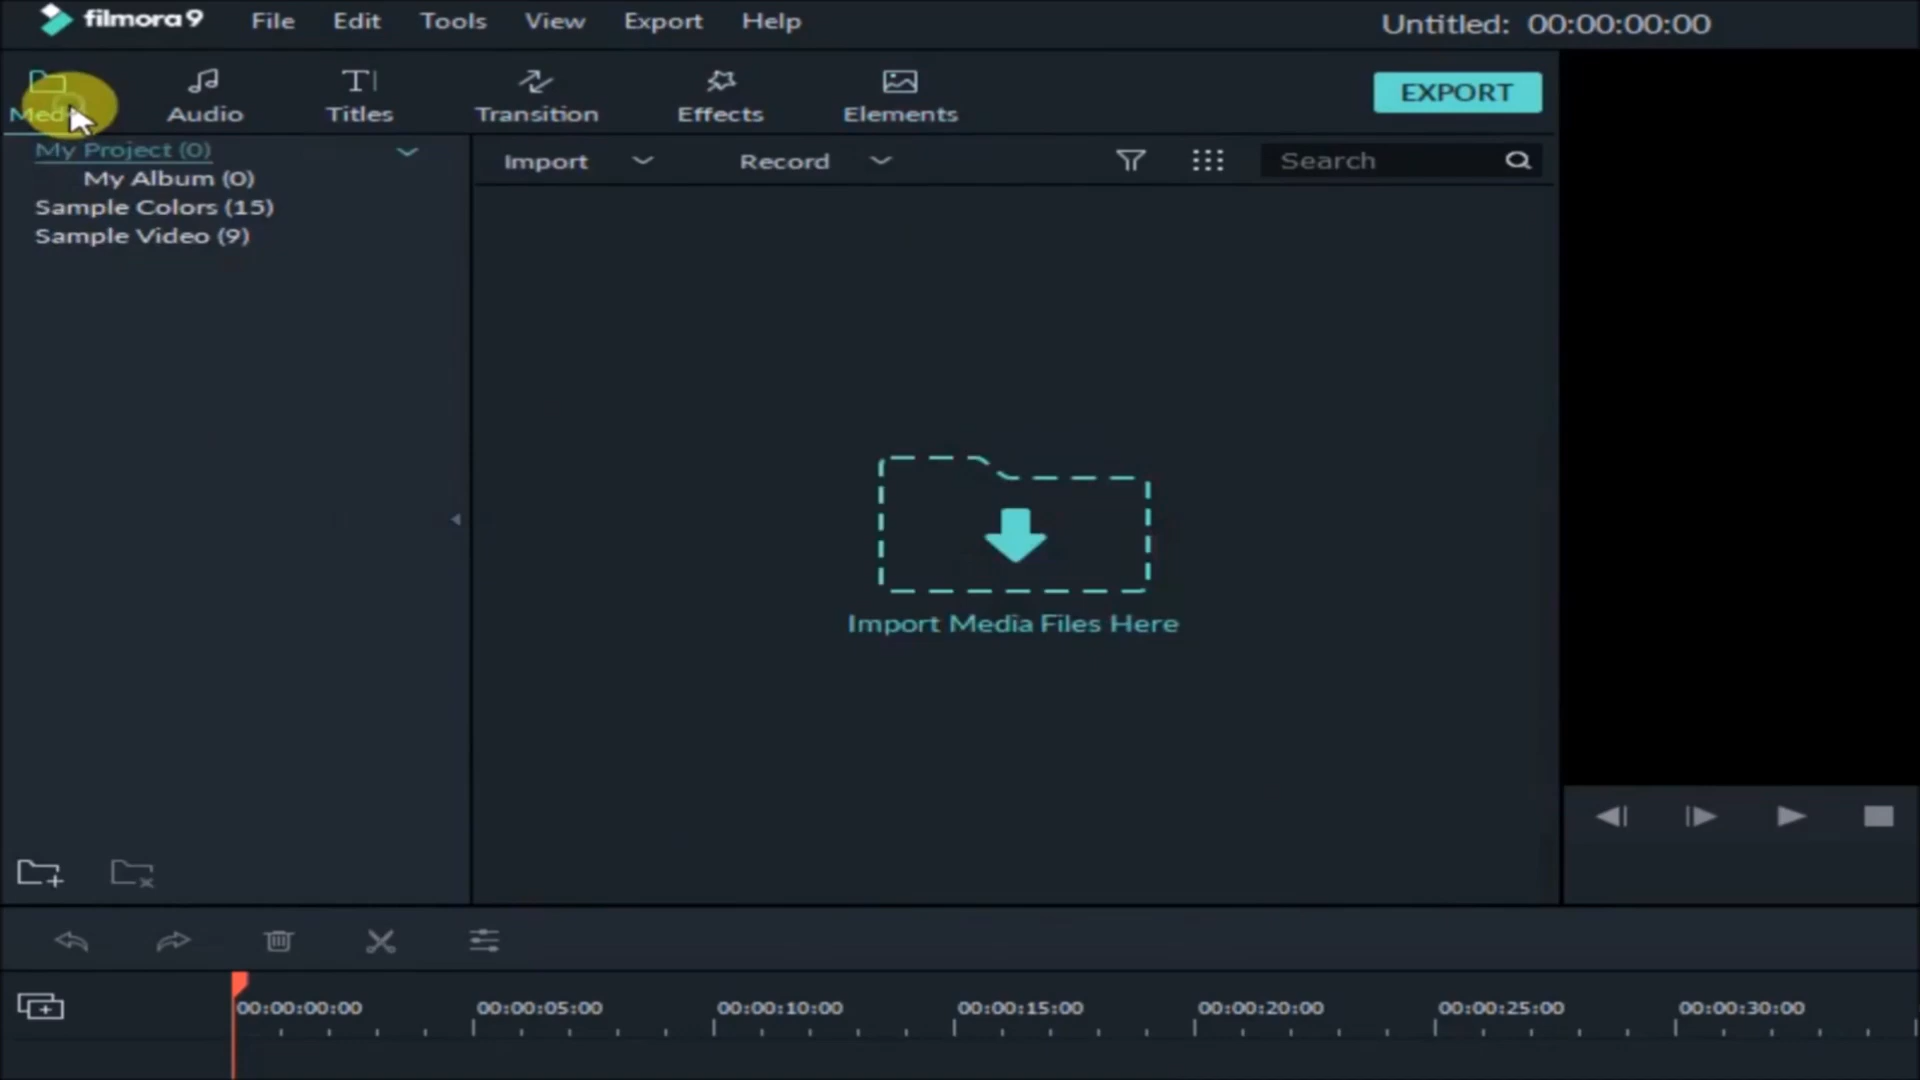 filmora 9 File Edit Tools View Export Help Untitled: 00:00:00:00
Media Audio Titles Transition Effects Elements EXPORT
My Project (0) Import Record Search
My Album (0)
Sample Colors (15)
Sample Video (9)
Import Media Files Here
00:00:00:00 00:00:05:00 00:00:10:00 00:00:15:00 00:00:20:00 00:00:25:00 00:00:30:00